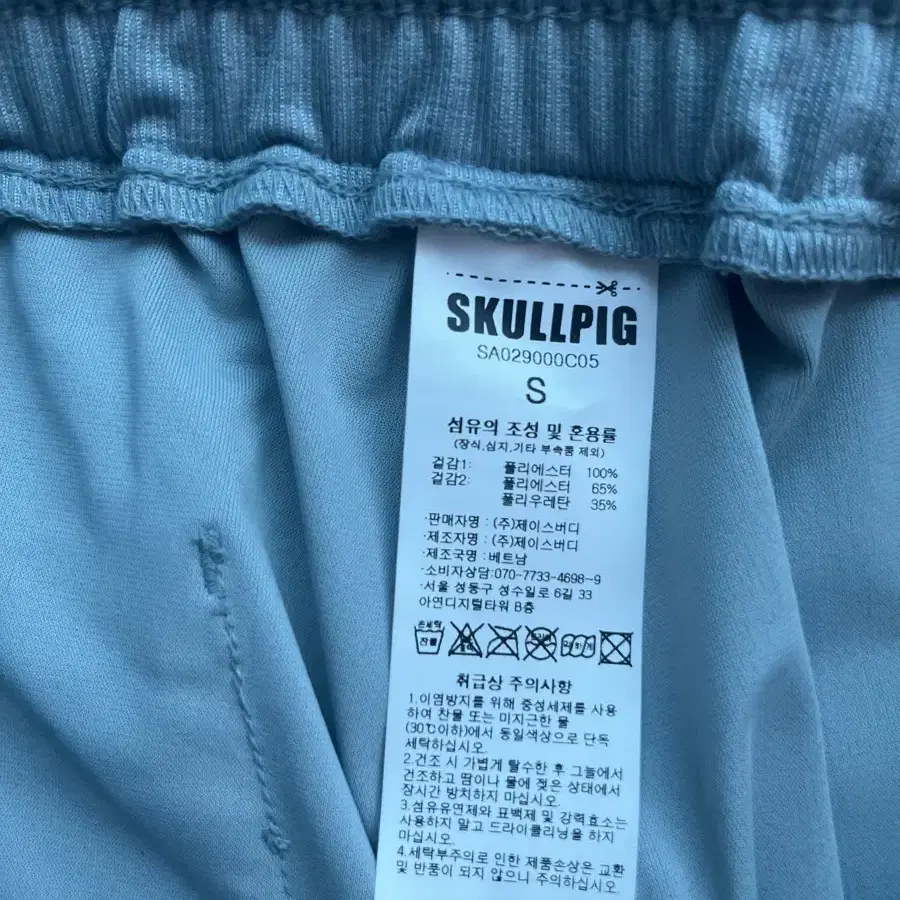 SKULLPIG
SA029000C05
S
섬유의 조성 및 혼용률
(장식,심지,기타 부속품 제외)
겉감1: 폴리에스터 100%
겉감2: 폴리에스터 65%
폴리우레탄 35%
·판매자명 : (주)제이스버디
·제조자명 : (주)제이스버디
·제조국명 : 베트남
·소비자상담:070-7733-4698~9
·서울 성동구 성수일로 6길 33
아연디지털타워 B층
손세탁
찬물
취급상 주의사항
1.이염방지를 위해 중성세제를 사용
하여 찬물 또는 미지근한 물
(30℃이하)에서 동일색상으로 단독
세탁하십시오.
2.건조 시 가볍게 탈수한 후 그늘에서
건조하고 땀이나 물에 젖은 상태에서
장시간 방치하지 마십시오.
3.섬유유연제와 표백제 및 강력효소는
사용하지 말고 드라이클리닝을 하지
마십시오.
4.세탁부주의로 인한 제품손상은 교환
및 반품이 되지 않으니 주의하십시오.